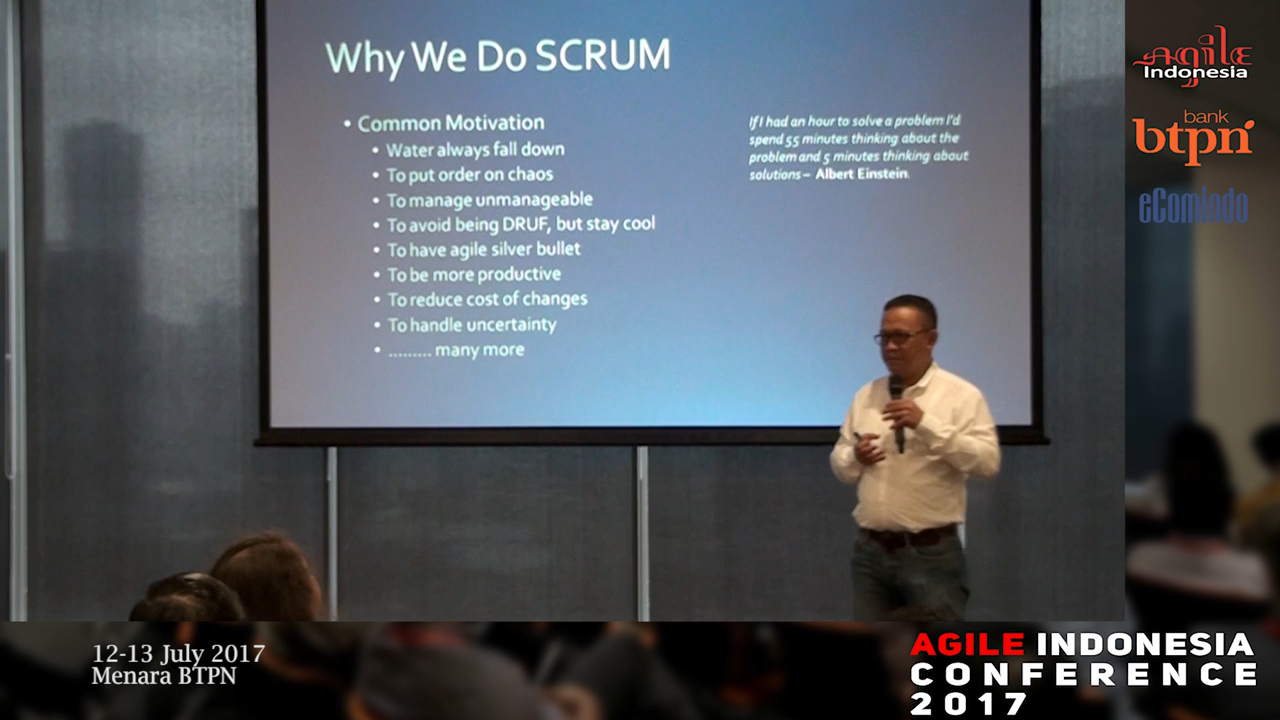 Why We Do SCRUM
• Common Motivation
• Water always fall down
• To put order on chaos
• To manage unmanageable
• To avoid being DRUF, but stay cool
• To have agile silver bullet
• To be more productive
• To reduce cost of changes
• To handle uncertainty
• ......... many more
If I had an hour to solve a problem I'd
spend 55 minutes thinking about the
problem and 5 minutes thinking about
solutions – Albert Einstein.
agile
Indonesia
bank
btpn
eComindo
12-13 July 2017
Menara BTPN
AGILE INDONESIA
CONFERENCE
2017